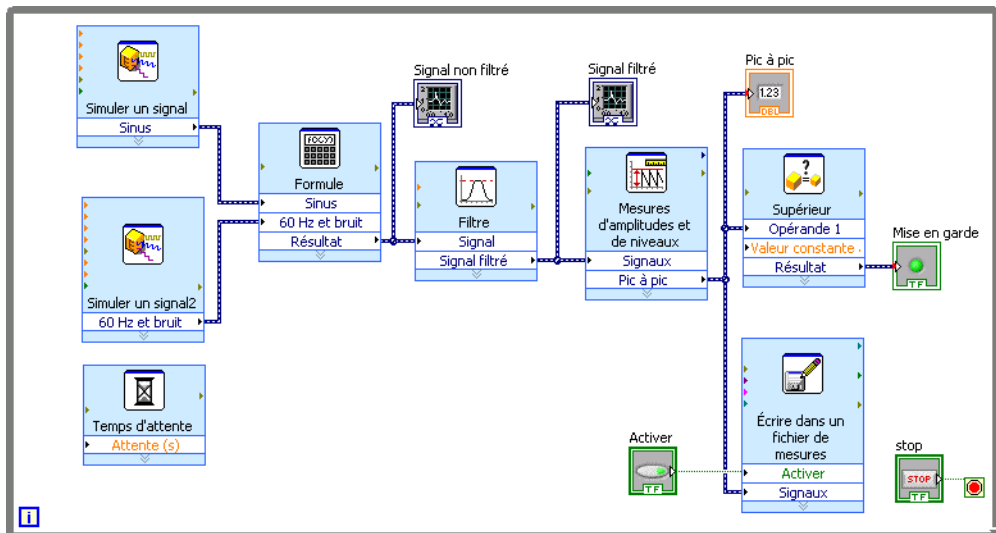 Simuler un signal
Sinus
Simuler un signal2
60 Hz et bruit
Temps d'attente
Attente (s)
f(x,y)
Formule
Sinus
60 Hz et bruit
Résultat
Signal non filtré
Filtre
Signal
Signal filtré
Signal filtré
Mesures
d'amplitudes et
de niveaux
Signaux
Pic à pic
Pic à pic
1.23
DBL
?
=
Supérieur
Opérande 1
Valeur constante
Résultat
Mise en garde
TF
Activer
TF
Écrire dans un
fichier de
mesures
Activer
Signaux
stop
STOP
TF
i